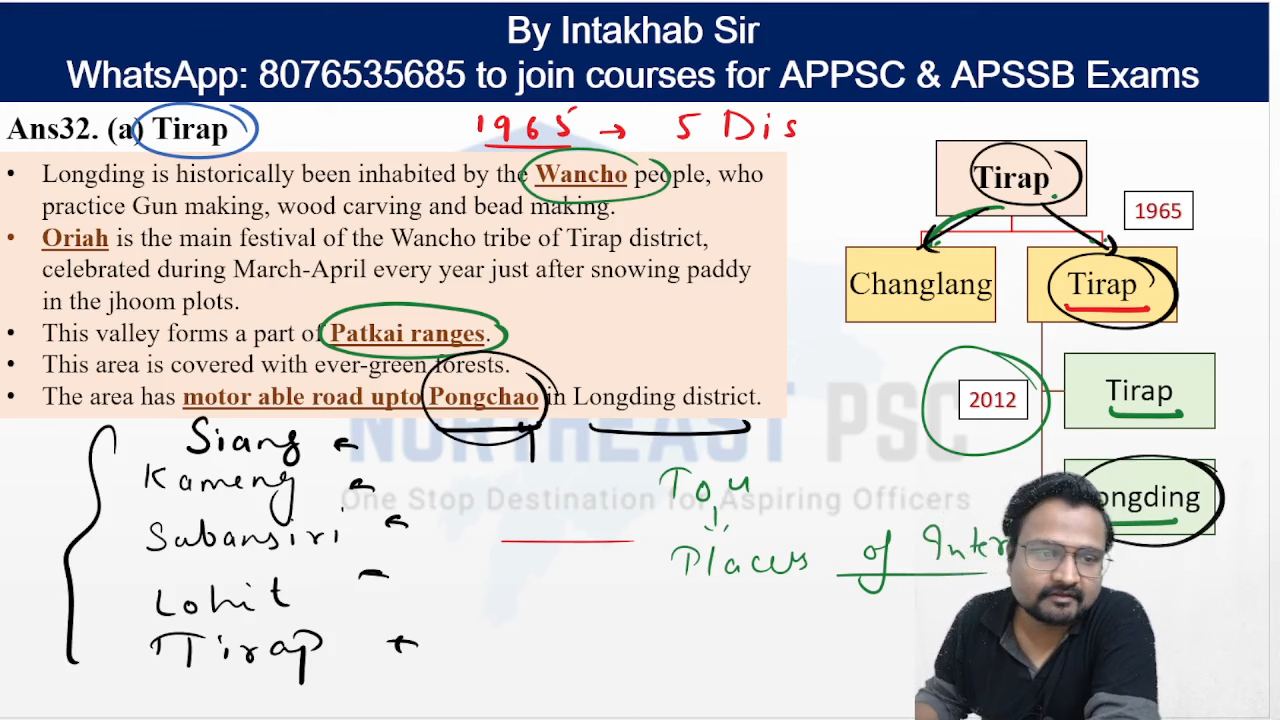 By Intakhab Sir
WhatsApp: 8076535685 to join courses for APPSC & APSSB Exams
Ans32. (a) Tirap
1965 → 5 Dis
• Longding is historically been inhabited by the Wancho people, who
practice Gun making, wood carving and bead making.
• Oriah is the main festival of the Wancho tribe of Tirap district,
celebrated during March-April every year just after snowing paddy
in the jhoom plots.
• This valley forms a part of Patkai ranges.
• This area is covered with ever-green forests.
• The area has motor able road upto Pongchao in Longding district.
Tirap
1965
Changlang
Tirap
2012
Tirap
ongding
NORTHEAST PSC
One Stop Destination for Aspiring Officers
Siang
Kameng
Subansiri
Lohit
Tirap
Tou
Places of Inter